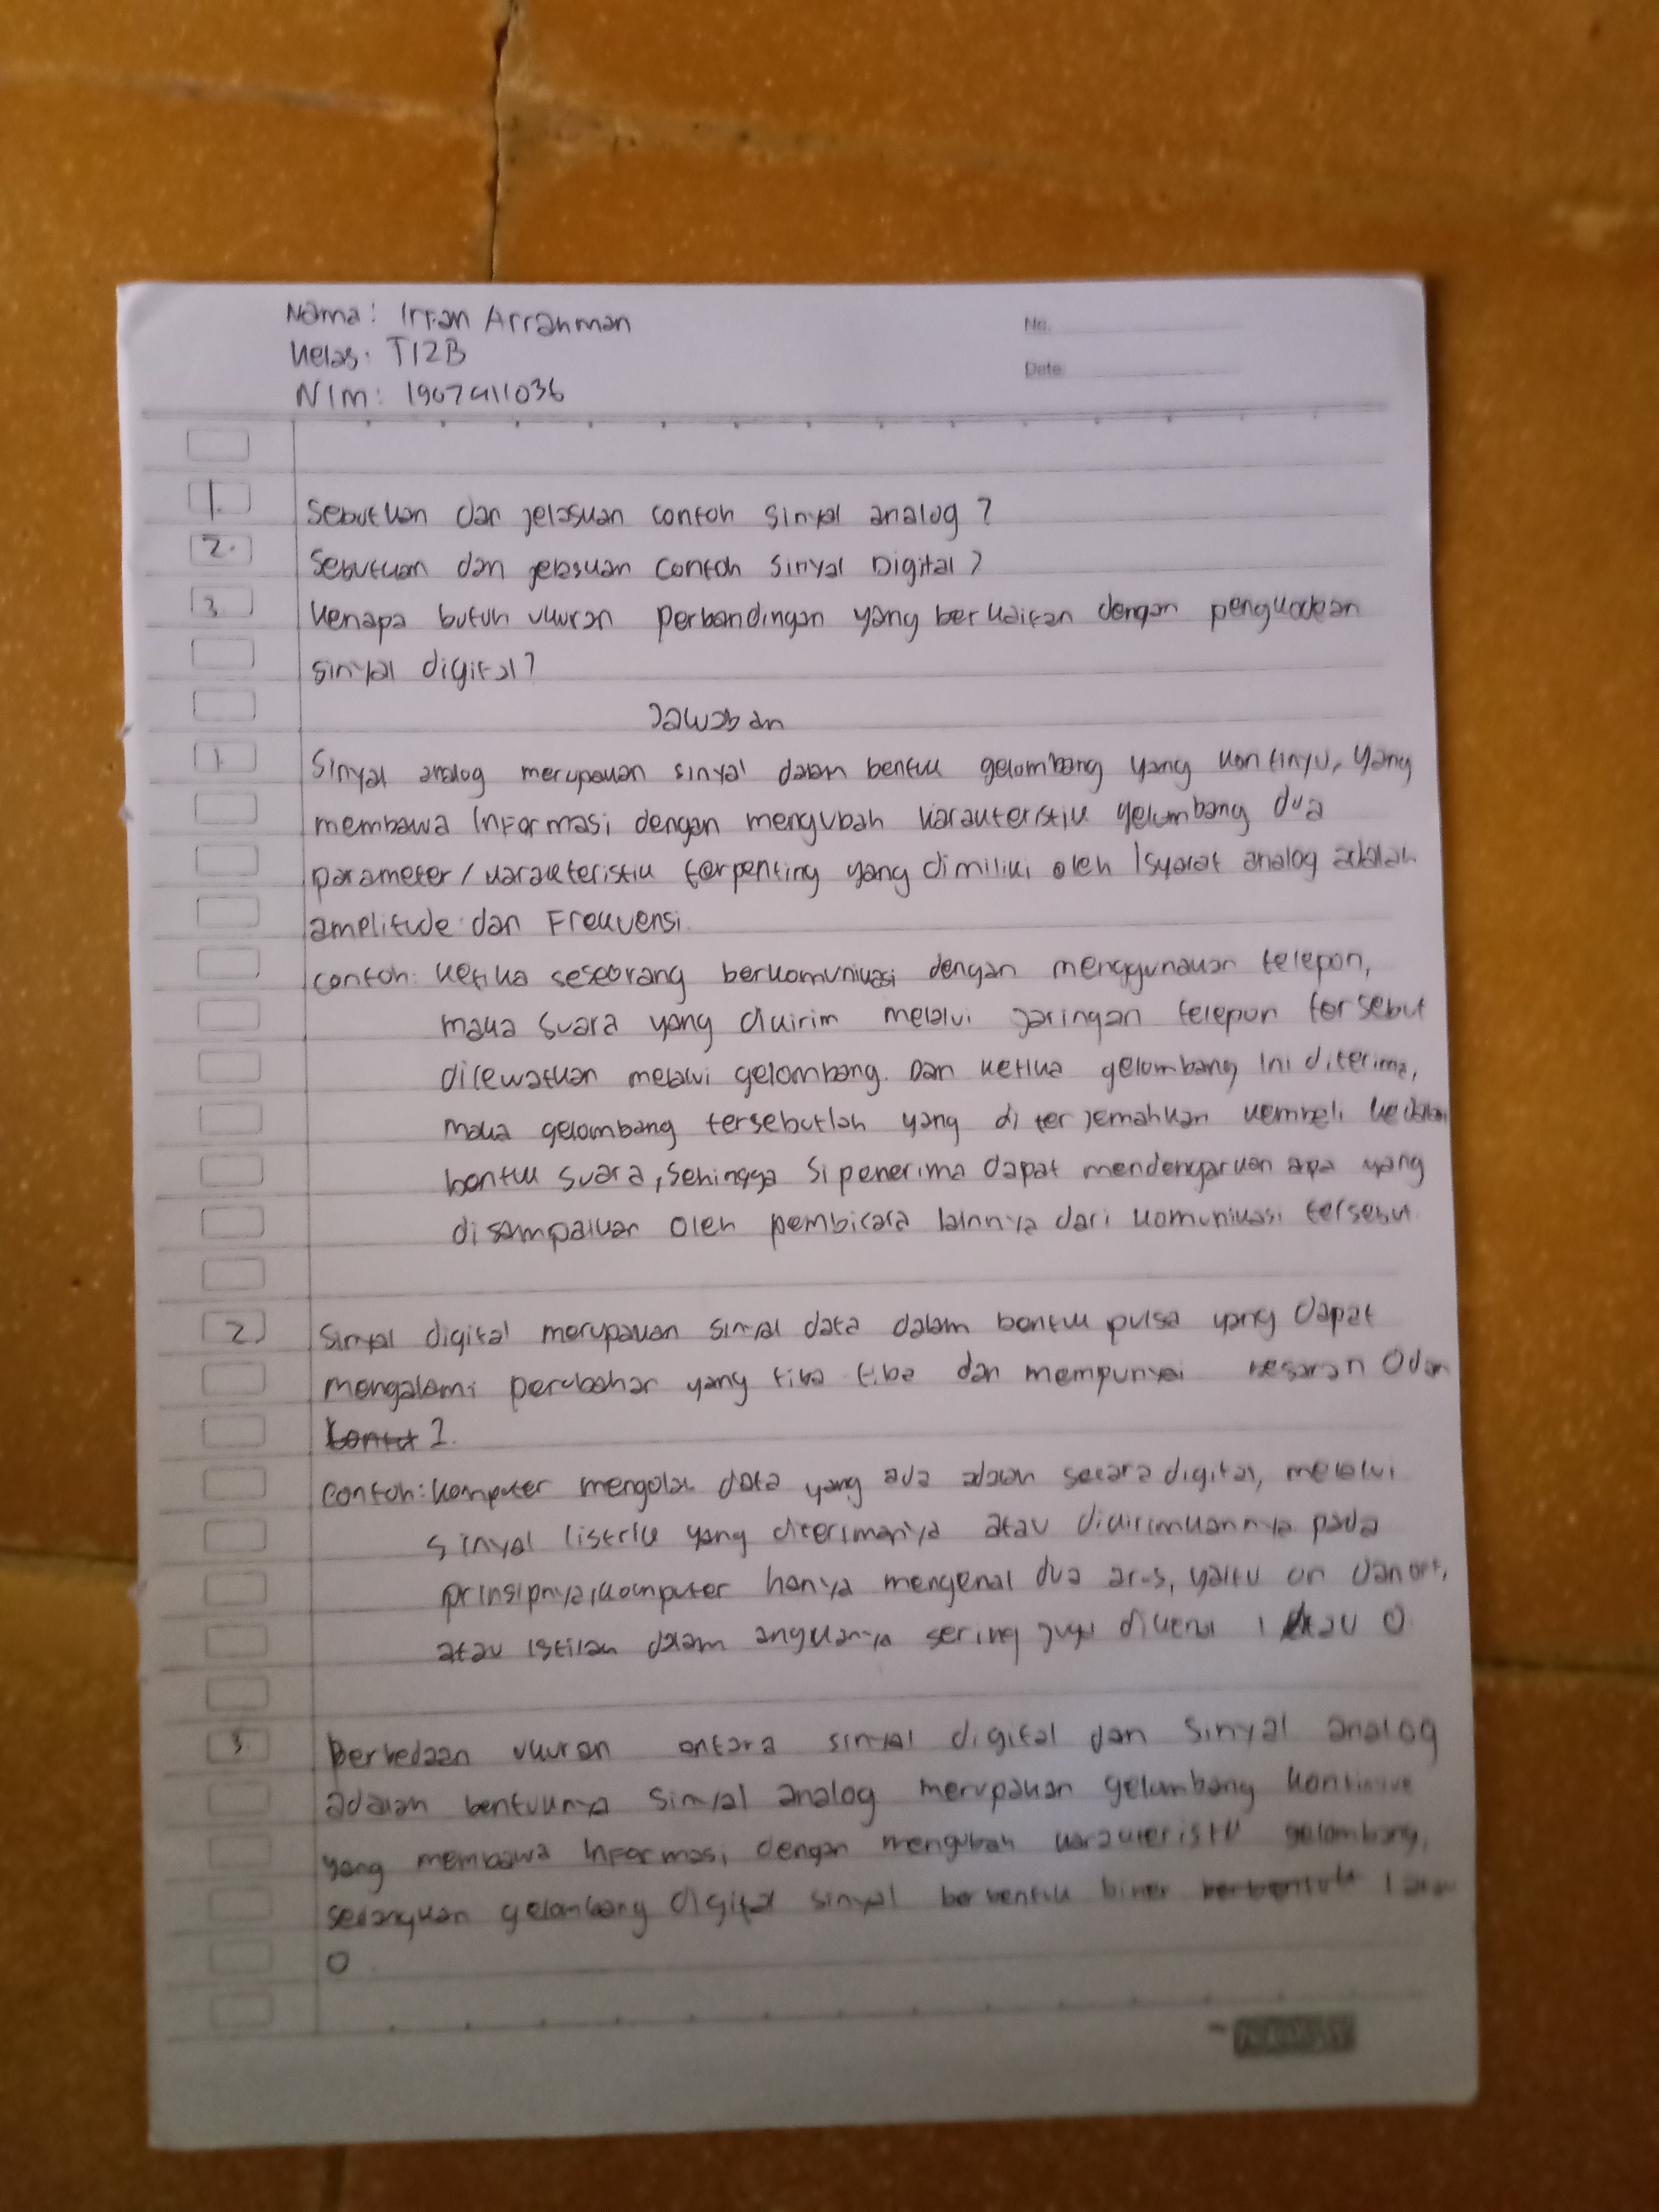 Nama: Irfan Arrahman
No.
Kelas: TI2B
Date:
NIM: 1907411036
1. Sebutkan dan jelaskan contoh sinyal analog?
2. Sebutkan dan jelaskan contoh sinyal Digital?
3. Kenapa butuh ukuran perbandingan yang berkaitan dengan pengkodean
sinyal digital?
Jawaban
1. Sinyal analog merupakan sinyal dalam bentuk gelombang yang kontinyu, yang
membawa informasi dengan mengubah karakteristik gelombang dua
parameter/karakteristik terpenting yang dimiliki oleh Isyarat analog adalah
amplitude dan Frekuensi.
contoh: ketika seseorang berkomunikasi dengan menggunakan telepon,
maka suara yang dikirim melalui jaringan telepon tersebut
dilewatkan melalui gelombang. Dan ketika gelombang ini diterima,
maka gelombang tersebutlah yang diterjemahkan kembali kedalam
bentuk suara, sehingga si penerima dapat mendengarkan apa yang
disampaikan oleh pembicara lainnya dari komunikasi tersebut.
2) Sinyal digital merupakan sinyal data dalam bentuk pulsa yang dapat
mengalami perubahan yang tiba tiba dan mempunyai besaran 0 dan
1.
contoh: komputer mengolah data yang ada adalah secara digital, melalui
sinyal listrik yang diterimanya atau dikirimkannya pada
prinsipnya, komputer hanya mengenal dua arus, yaitu on dan off,
atau istilah dalam angkanya sering juga dikenal 1 atau 0.
3. Perbedaan ukuran antara sinyal digital dan sinyal analog
adalah bentuknya sinyal analog merupakan gelombang
yang membawa informasi dengan mengubah karakteristik gelombang,
sedangkan gelombang digital sinyal berbentuk biner berbentuk 1
0.